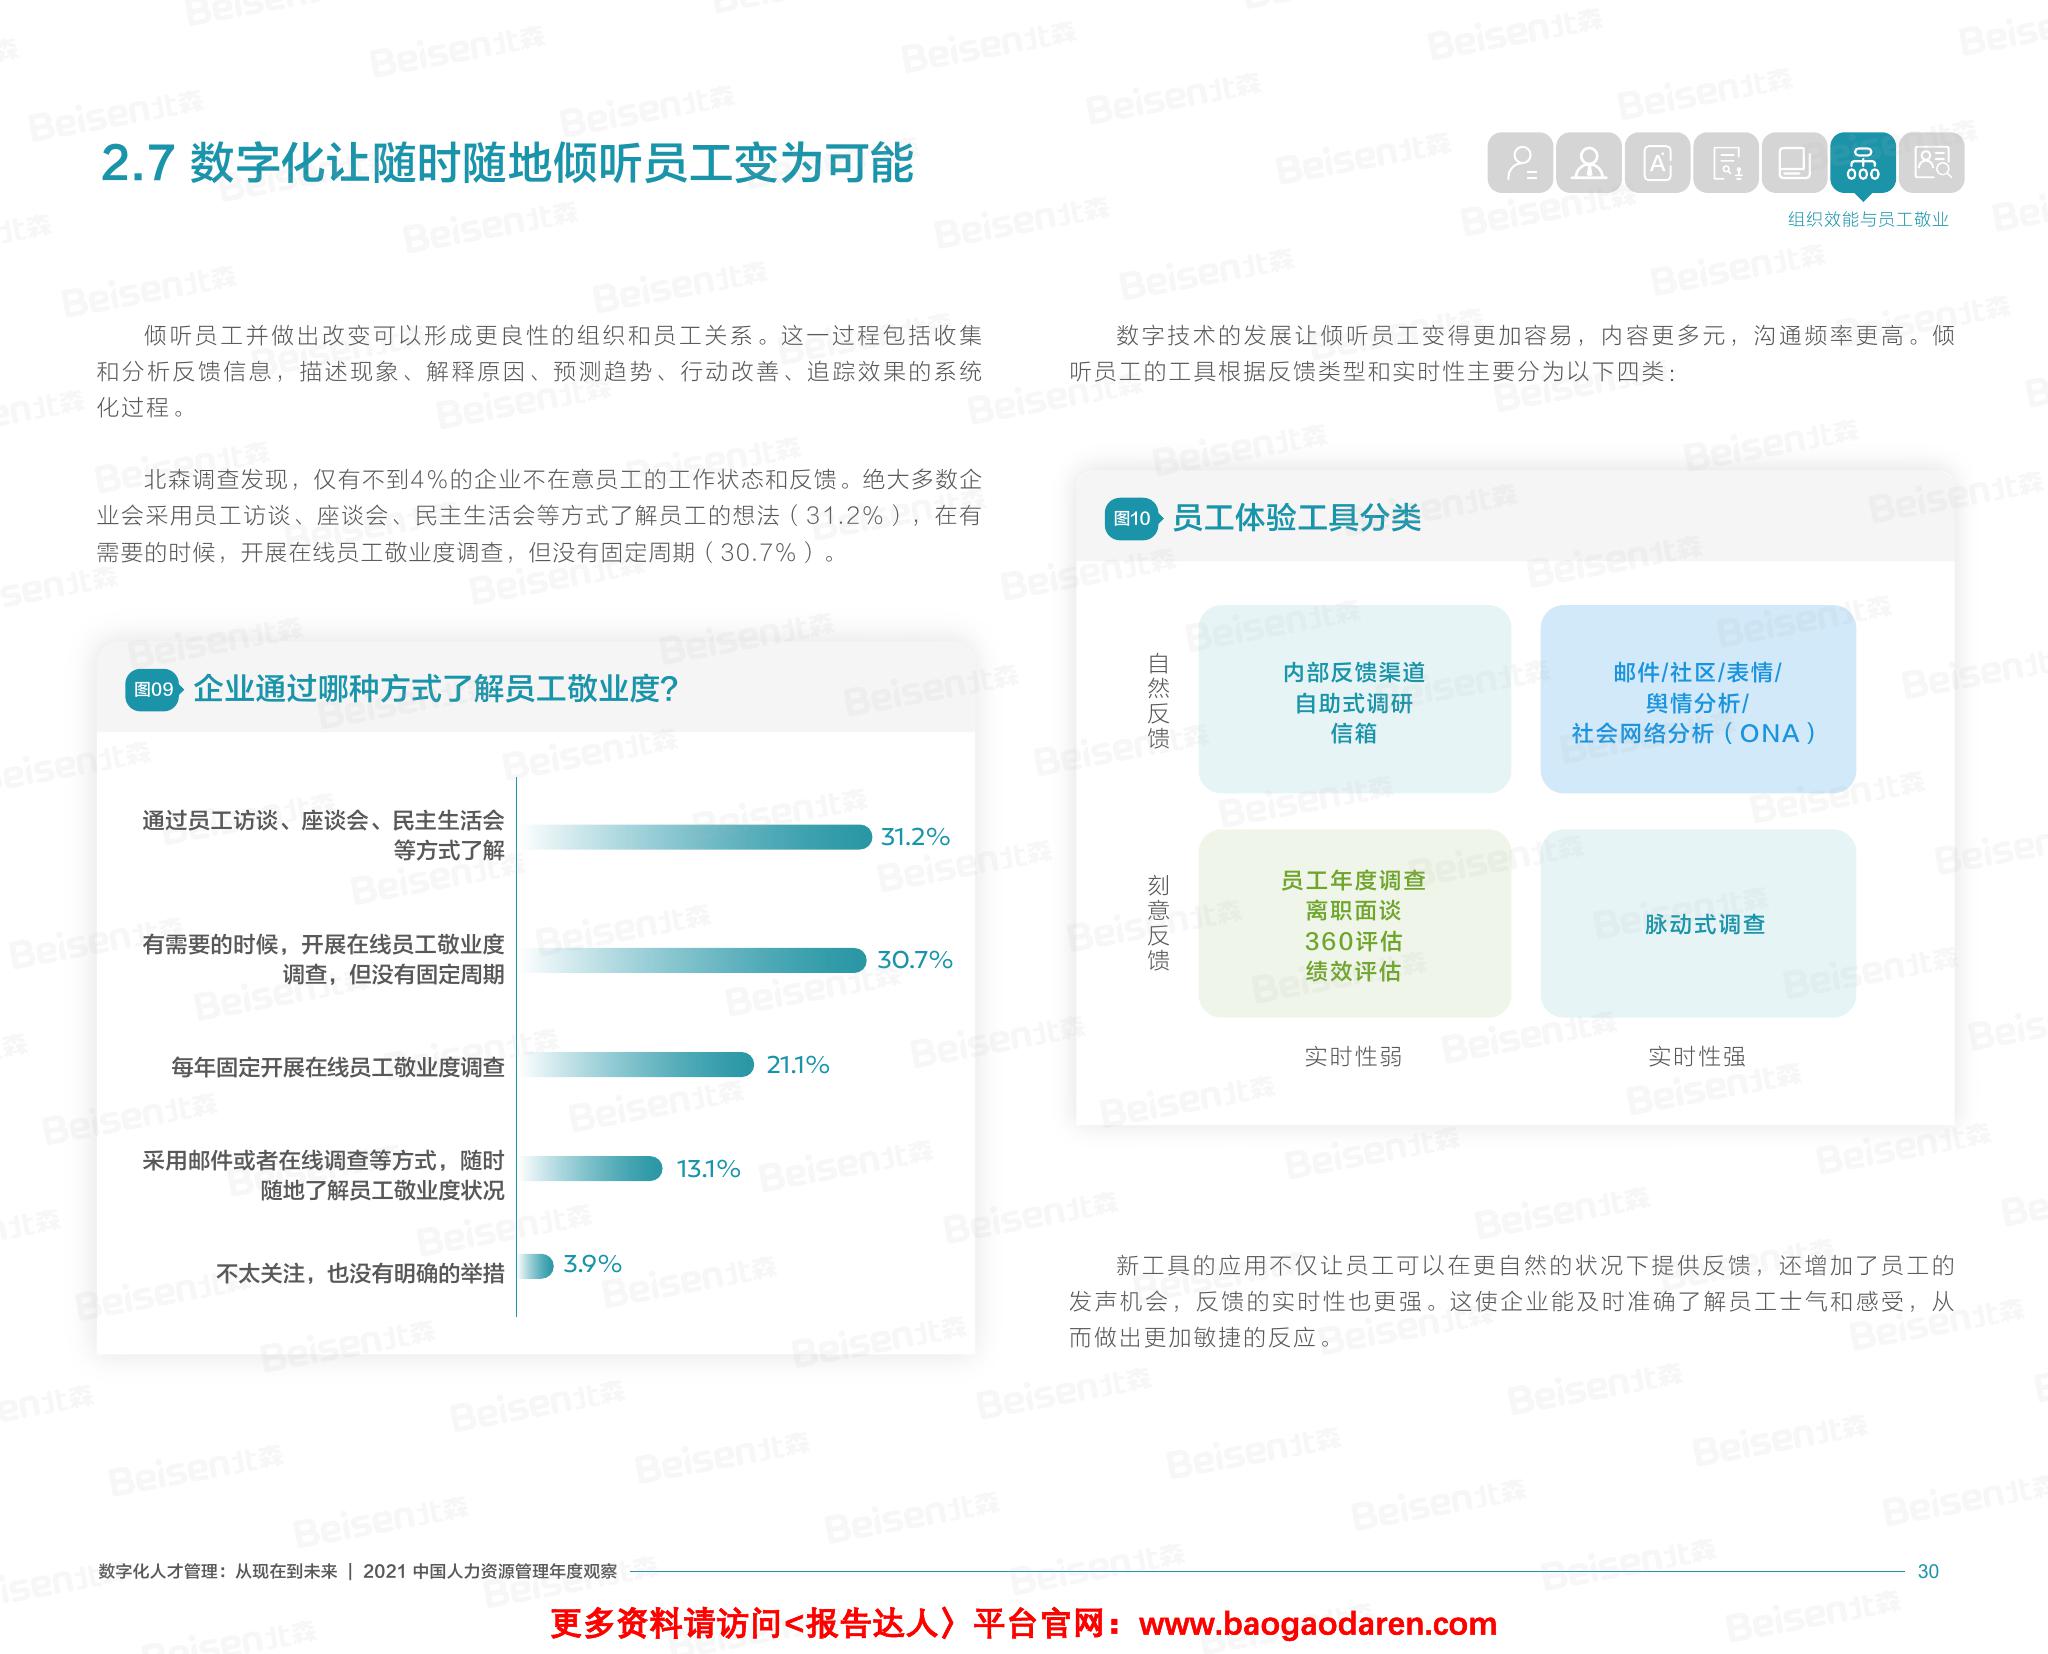 2.7 数字化让随时随地倾听员工变为可能
组织效能与员工敬业
倾听员工并做出改变可以形成更良性的组织和员工关系。这一过程包括收集
和分析反馈信息，描述现象、解释原因、预测趋势、行动改善、追踪效果的系统
化过程。
北森调查发现，仅有不到4%的企业不在意员工的工作状态和反馈。绝大多数企
业会采用员工访谈、座谈会、民主生活会等方式了解员工的想法（31.2%），在有
需要的时候，开展在线员工敬业度调查，但没有固定周期（30.7%）。
图09 企业通过哪种方式了解员工敬业度?
通过员工访谈、座谈会、民主生活会
等方式了解
31.2%
有需要的时候，开展在线员工敬业度
调查，但没有固定周期
30.7%
每年固定开展在线员工敬业度调查
21.1%
采用邮件或者在线调查等方式，随时
随地了解员工敬业度状况
13.1%
不太关注，也没有明确的举措
3.9%
数字技术的发展让倾听员工变得更加容易，内容更多元，沟通频率更高。倾
听员工的工具根据反馈类型和实时性主要分为以下四类：
图10 员工体验工具分类
自然反馈
内部反馈渠道
自助式调研
信箱
邮件/社区/表情/
舆情分析/
社会网络分析（ONA）
刻意反馈
员工年度调查
离职面谈
360评估
绩效评估
脉动式调查
实时性弱
实时性强
新工具的应用不仅让员工可以在更自然的状况下提供反馈，还增加了员工的
发声机会，反馈的实时性也更强。这使企业能及时准确了解员工士气和感受，从
而做出更加敏捷的反应。
数字化人才管理：从现在到未来 | 2021 中国人力资源管理年度观察
30
更多资料请访问<报告达人〉平台官网：www.baogaodaren.com
Beisen北森